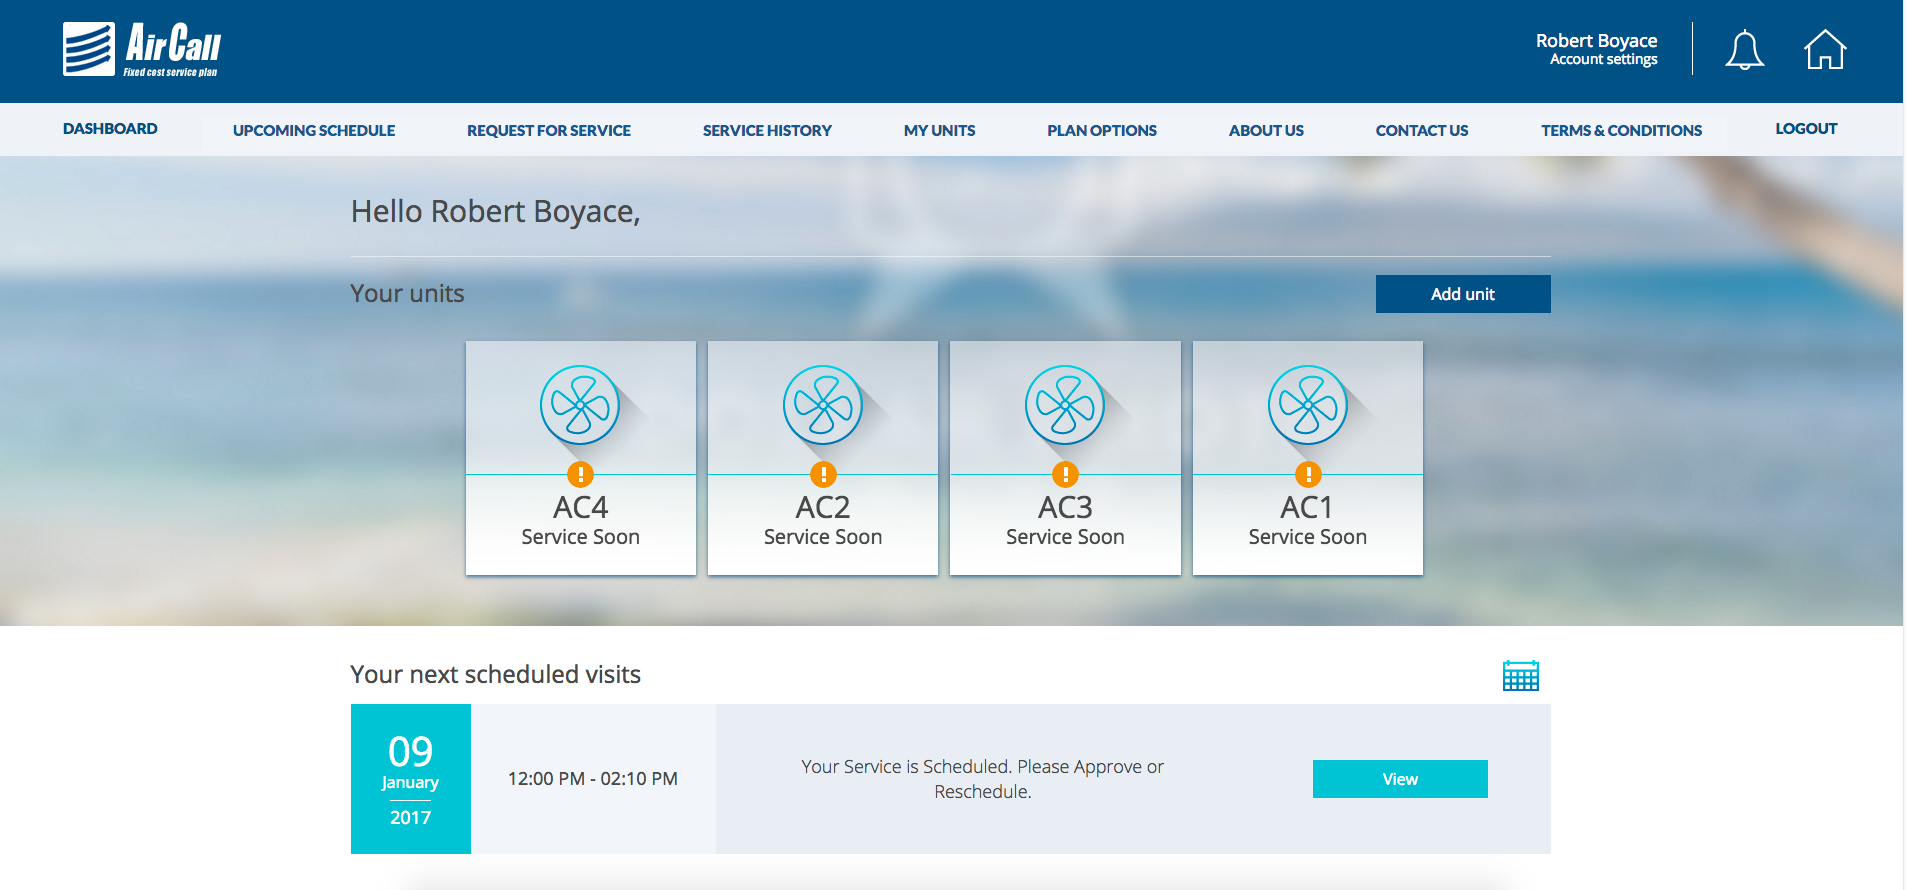 AirCall
Fixed cost service plan
Robert Boyace
Account settings
DASHBOARD
UPCOMING SCHEDULE
REQUEST FOR SERVICE
SERVICE HISTORY
MY UNITS
PLAN OPTIONS
ABOUT US
CONTACT US
TERMS & CONDITIONS
LOGOUT
Hello Robert Boyace,
Your units
Add unit
AC4
Service Soon
AC2
Service Soon
AC3
Service Soon
AC1
Service Soon
Your next scheduled visits
09
January
2017
12:00 PM - 02:10 PM
Your Service is Scheduled. Please Approve or
Reschedule.
View